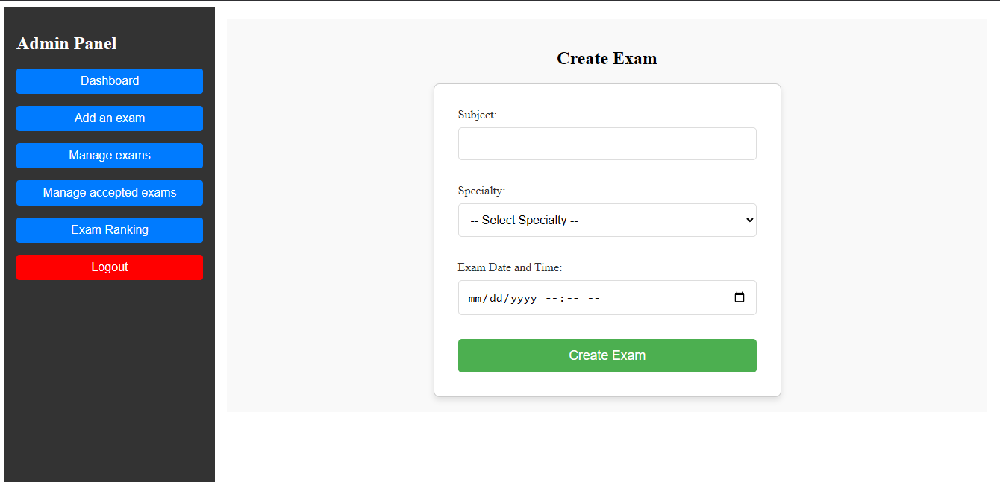 Admin Panel
Dashboard
Add an exam
Manage exams
Manage accepted exams
Exam Ranking
Logout
Create Exam
Subject:
Specialty:
-- Select Specialty --
Exam Date and Time:
mm/dd/yyyy --:-- --
Create Exam